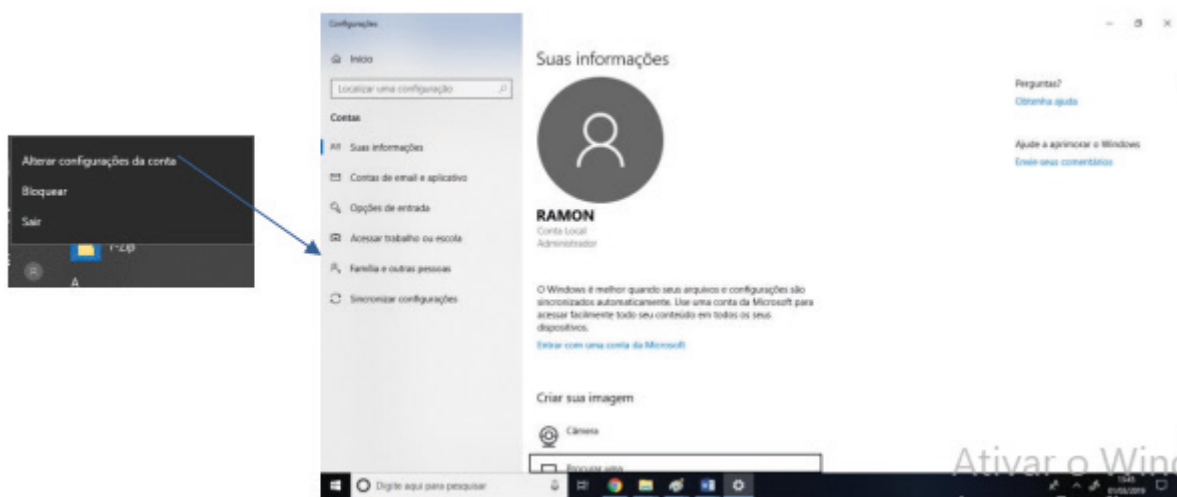 Alterar configurações da conta
Bloquear
Sair
7-Zip
A
Configurações
Início
Localizar uma configuração
Contas
Suas informações
Contas de email e aplicativo
Opções de entrada
Acessar trabalho ou escola
Família e outras pessoas
Sincronizar configurações
Suas informações
RAMON
Conta Local
Administrador
O Windows é melhor quando seus arquivos e configurações são
sincronizados automaticamente. Use uma conta da Microsoft para
acessar facilmente todo seu conteúdo em todos os seus
dispositivos.
Entrar com uma conta da Microsoft
Criar sua imagem
Câmera
Procurar uma
Perguntas?
Obtenha ajuda
Ajude a aprimorar o Windows
Envie seus comentários
Ativar o Wind
Digite aqui para pesquisar